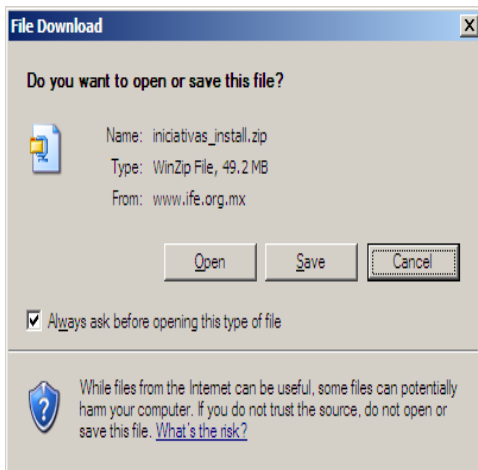 File Download
X
Do you want to open or save this file?
Name: iniciativas_install.zip
Type: WinZip File, 49.2 MB
From: www.ife.org.mx
Open Save Cancel
Always ask before opening this type of file
While files from the Internet can be useful, some files can potentially
harm your computer. If you do not trust the source, do not open or
save this file. What's the risk?